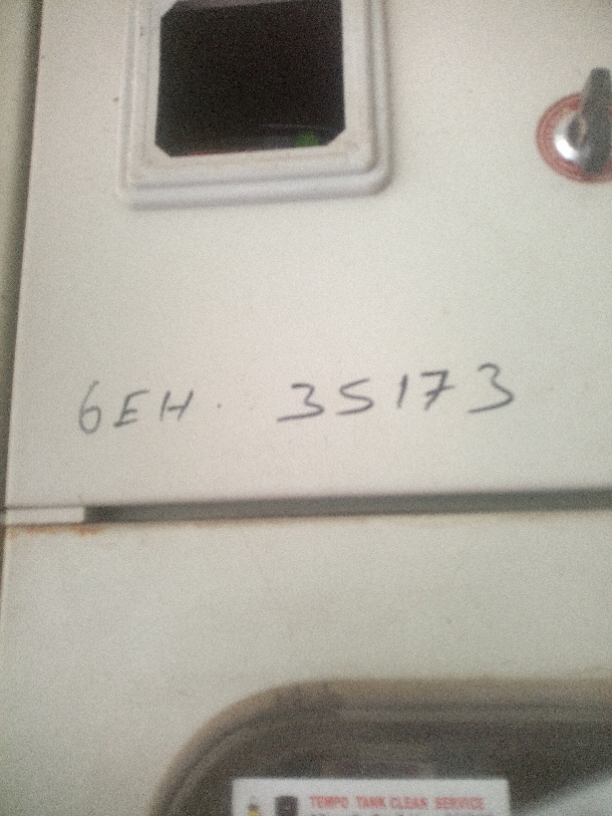 6EH. 35173
TEMPO TANK CLEAN SERVICE